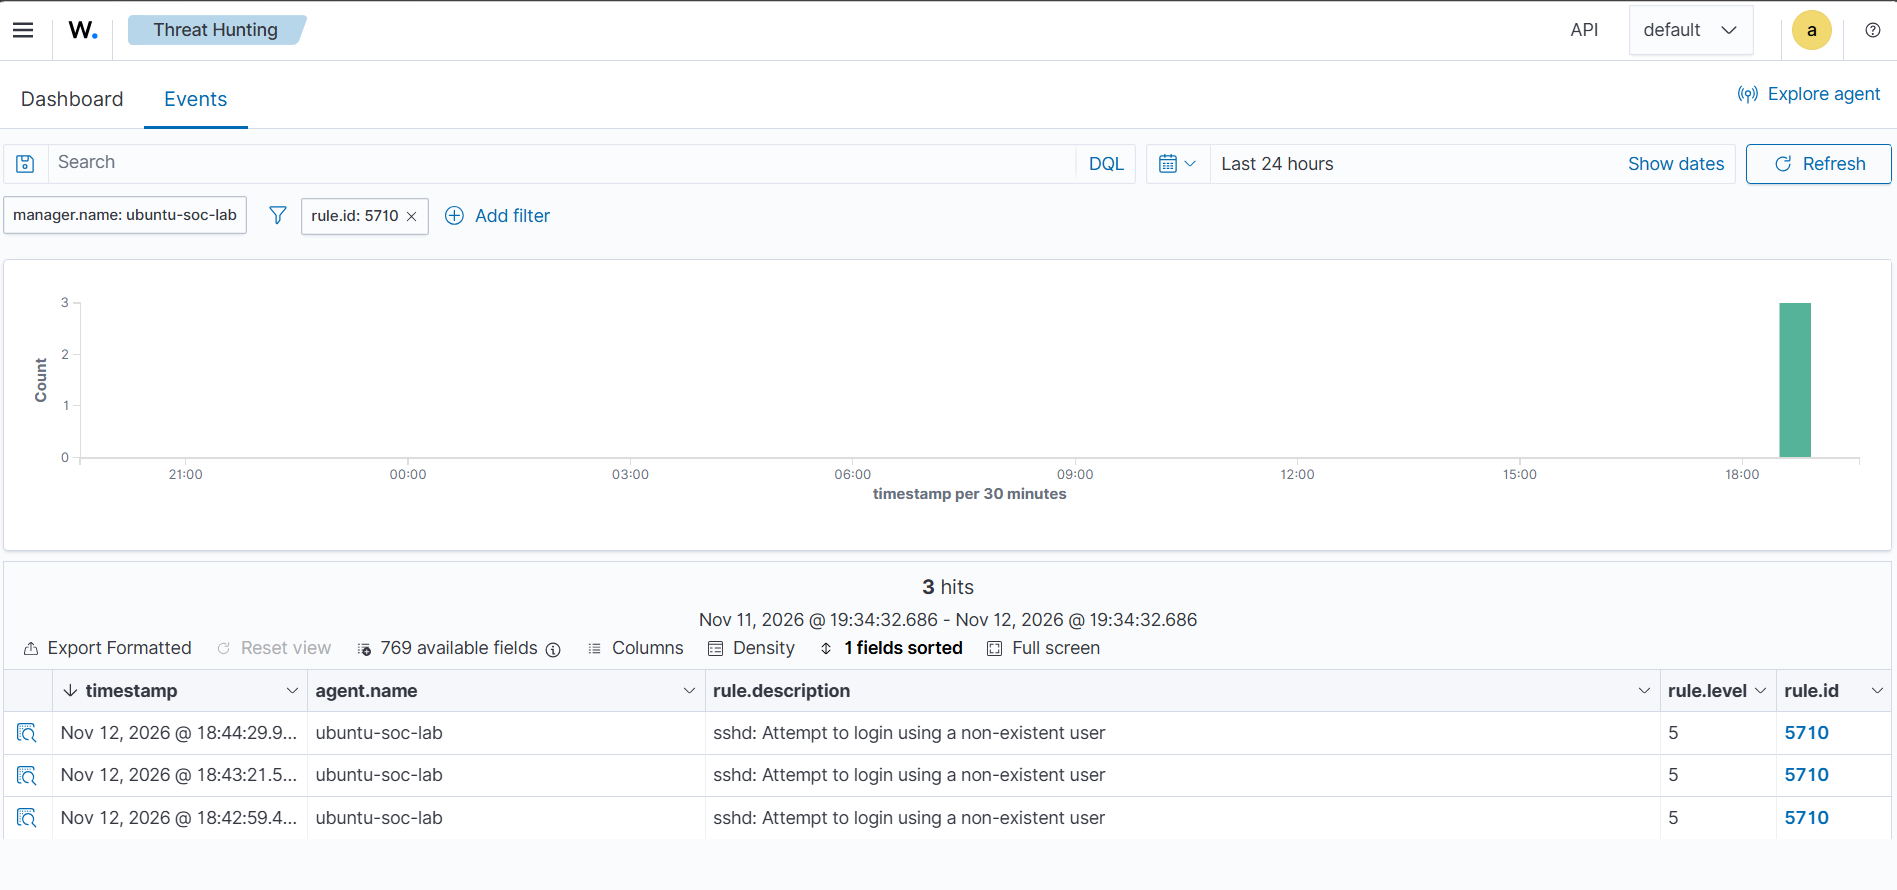 W. Threat Hunting API default a
Dashboard Events Explore agent
Search DQL Last 24 hours Show dates Refresh
manager.name: ubuntu-soc-lab rule.id: 5710 Add filter
3
2
1
0
Count
21:00 00:00 03:00 06:00 09:00 12:00 15:00 18:00
timestamp per 30 minutes
3 hits
Nov 11, 2026 @ 19:34:32.686 - Nov 12, 2026 @ 19:34:32.686
Export Formatted Reset view 769 available fields Columns Density 1 fields sorted Full screen
timestamp agent.name rule.description rule.level rule.id
Nov 12, 2026 @ 18:44:29.9... ubuntu-soc-lab sshd: Attempt to login using a non-existent user 5 5710
Nov 12, 2026 @ 18:43:21.5... ubuntu-soc-lab sshd: Attempt to login using a non-existent user 5 5710
Nov 12, 2026 @ 18:42:59.4... ubuntu-soc-lab sshd: Attempt to login using a non-existent user 5 5710